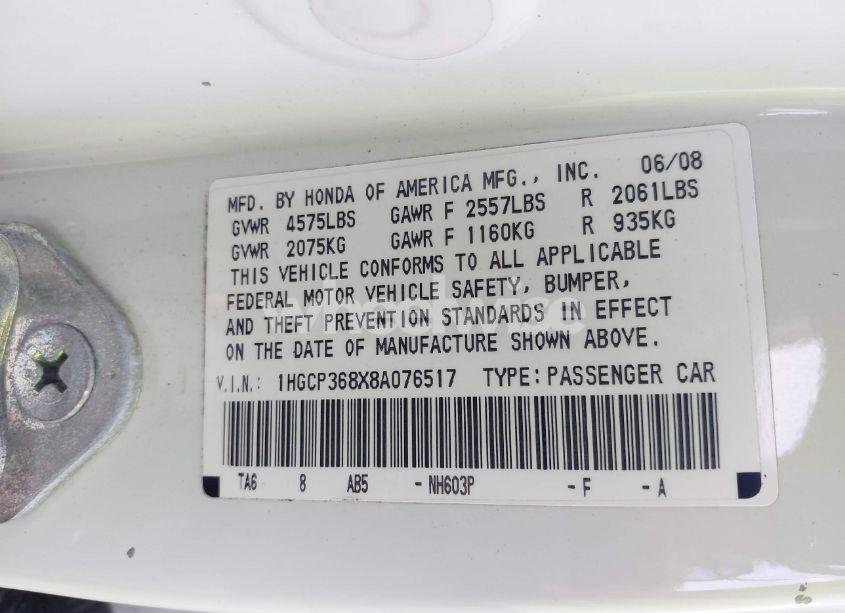 MFD. BY HONDA OF AMERICA MFG., INC. 06/08
GVWR 4575LBS GAWR F 2557LBS R 2061LBS
GVWR 2075KG GAWR F 1160KG R 935KG
THIS VEHICLE CONFORMS TO ALL APPLICABLE
FEDERAL MOTOR VEHICLE SAFETY, BUMPER,
AND THEFT PREVENTION STANDARDS IN EFFECT
ON THE DATE OF MANUFACTURE SHOWN ABOVE.
V.I.N.: 1HGCP368X8A076517 TYPE: PASSENGER CAR
TA6 8 AB5 - NH603P - F - A